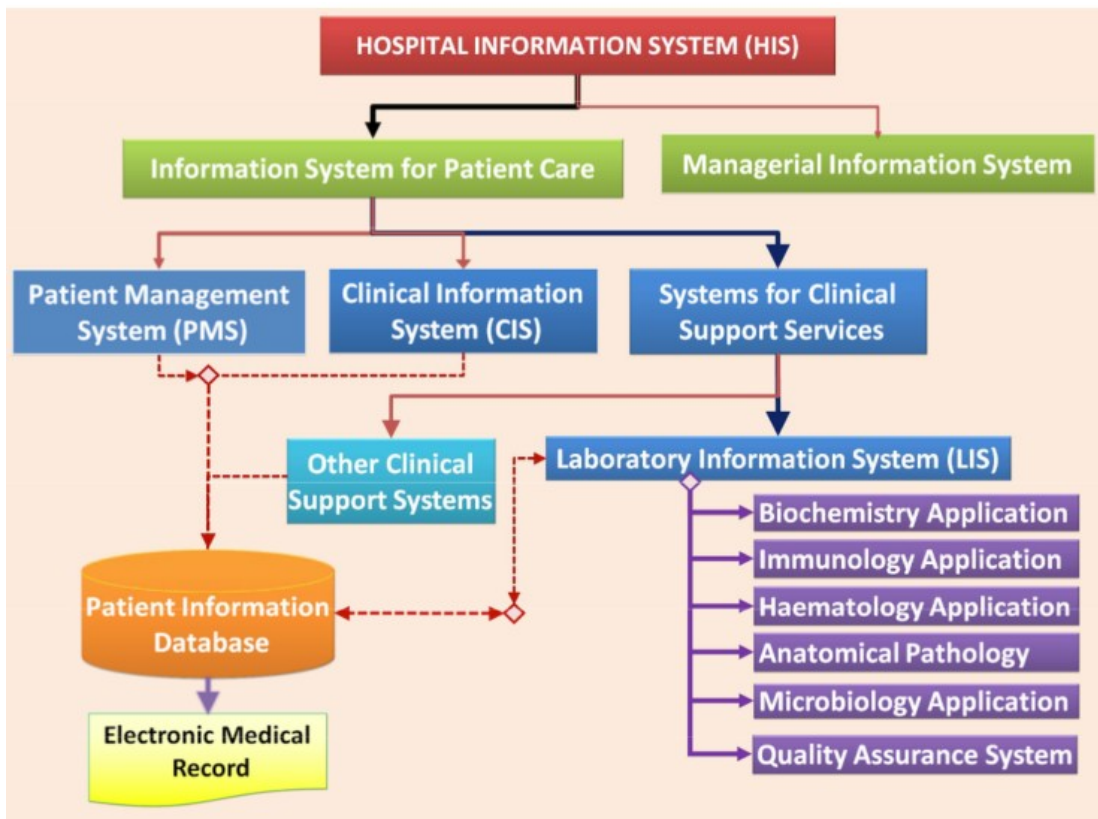 HOSPITAL INFORMATION SYSTEM (HIS)
Information System for Patient Care
Managerial Information System
Patient Management
System (PMS)
Clinical Information
System (CIS)
Systems for Clinical
Support Services
Other Clinical
Support Systems
Laboratory Information System (LIS)
Biochemistry Application
Immunology Application
Haematology Application
Anatomical Pathology
Microbiology Application
Quality Assurance System
Patient Information
Database
Electronic Medical
Record